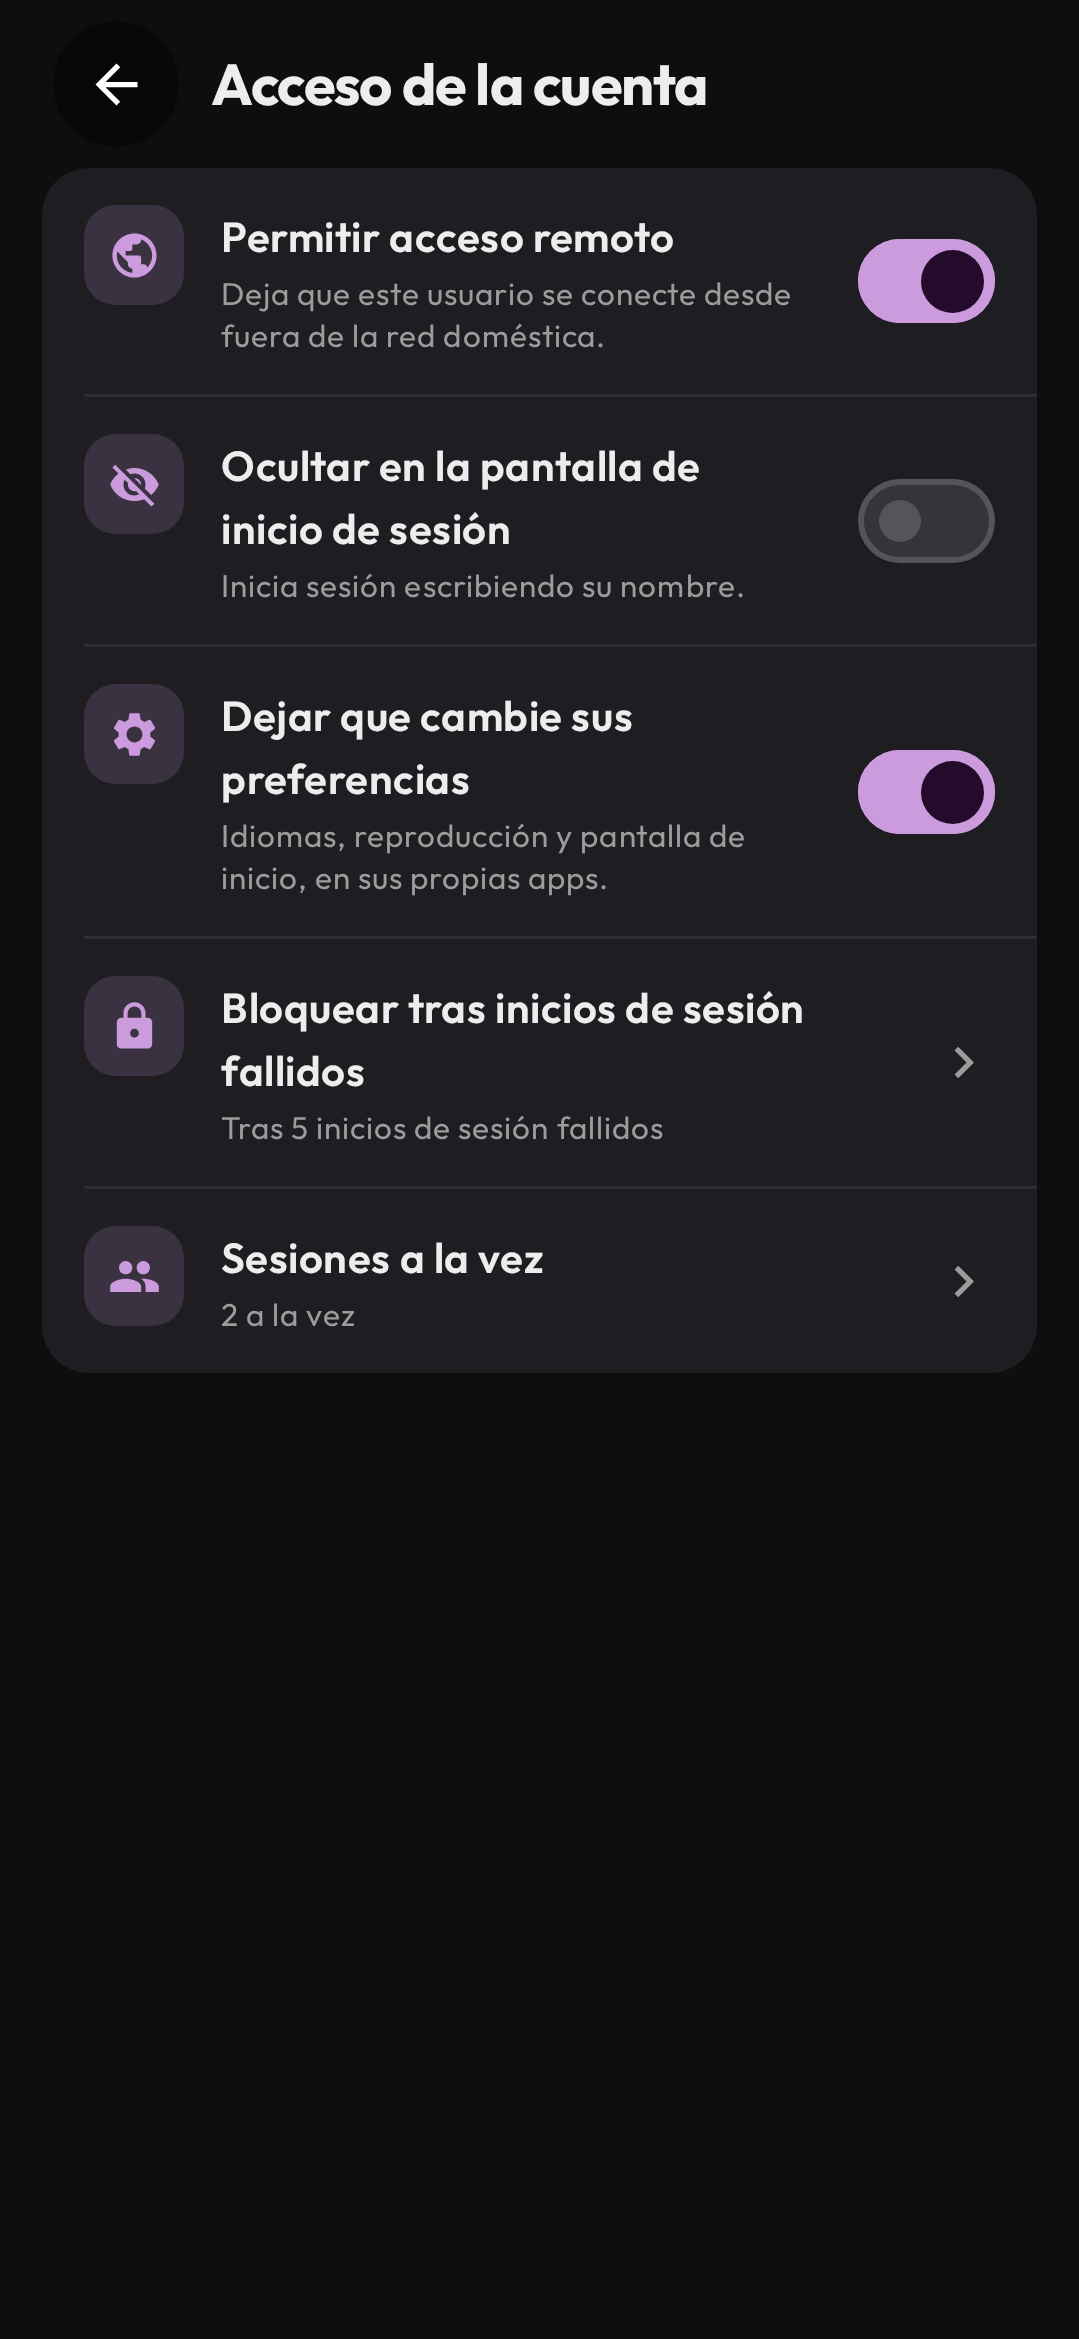 Acceso de la cuenta
Permitir acceso remoto
Deja que este usuario se conecte desde
fuera de la red doméstica.
Ocultar en la pantalla de
inicio de sesión
Inicia sesión escribiendo su nombre.
Dejar que cambie sus
preferencias
Idiomas, reproducción y pantalla de
inicio, en sus propias apps.
Bloquear tras inicios de sesión
fallidos
Tras 5 inicios de sesión fallidos
Sesiones a la vez
2 a la vez